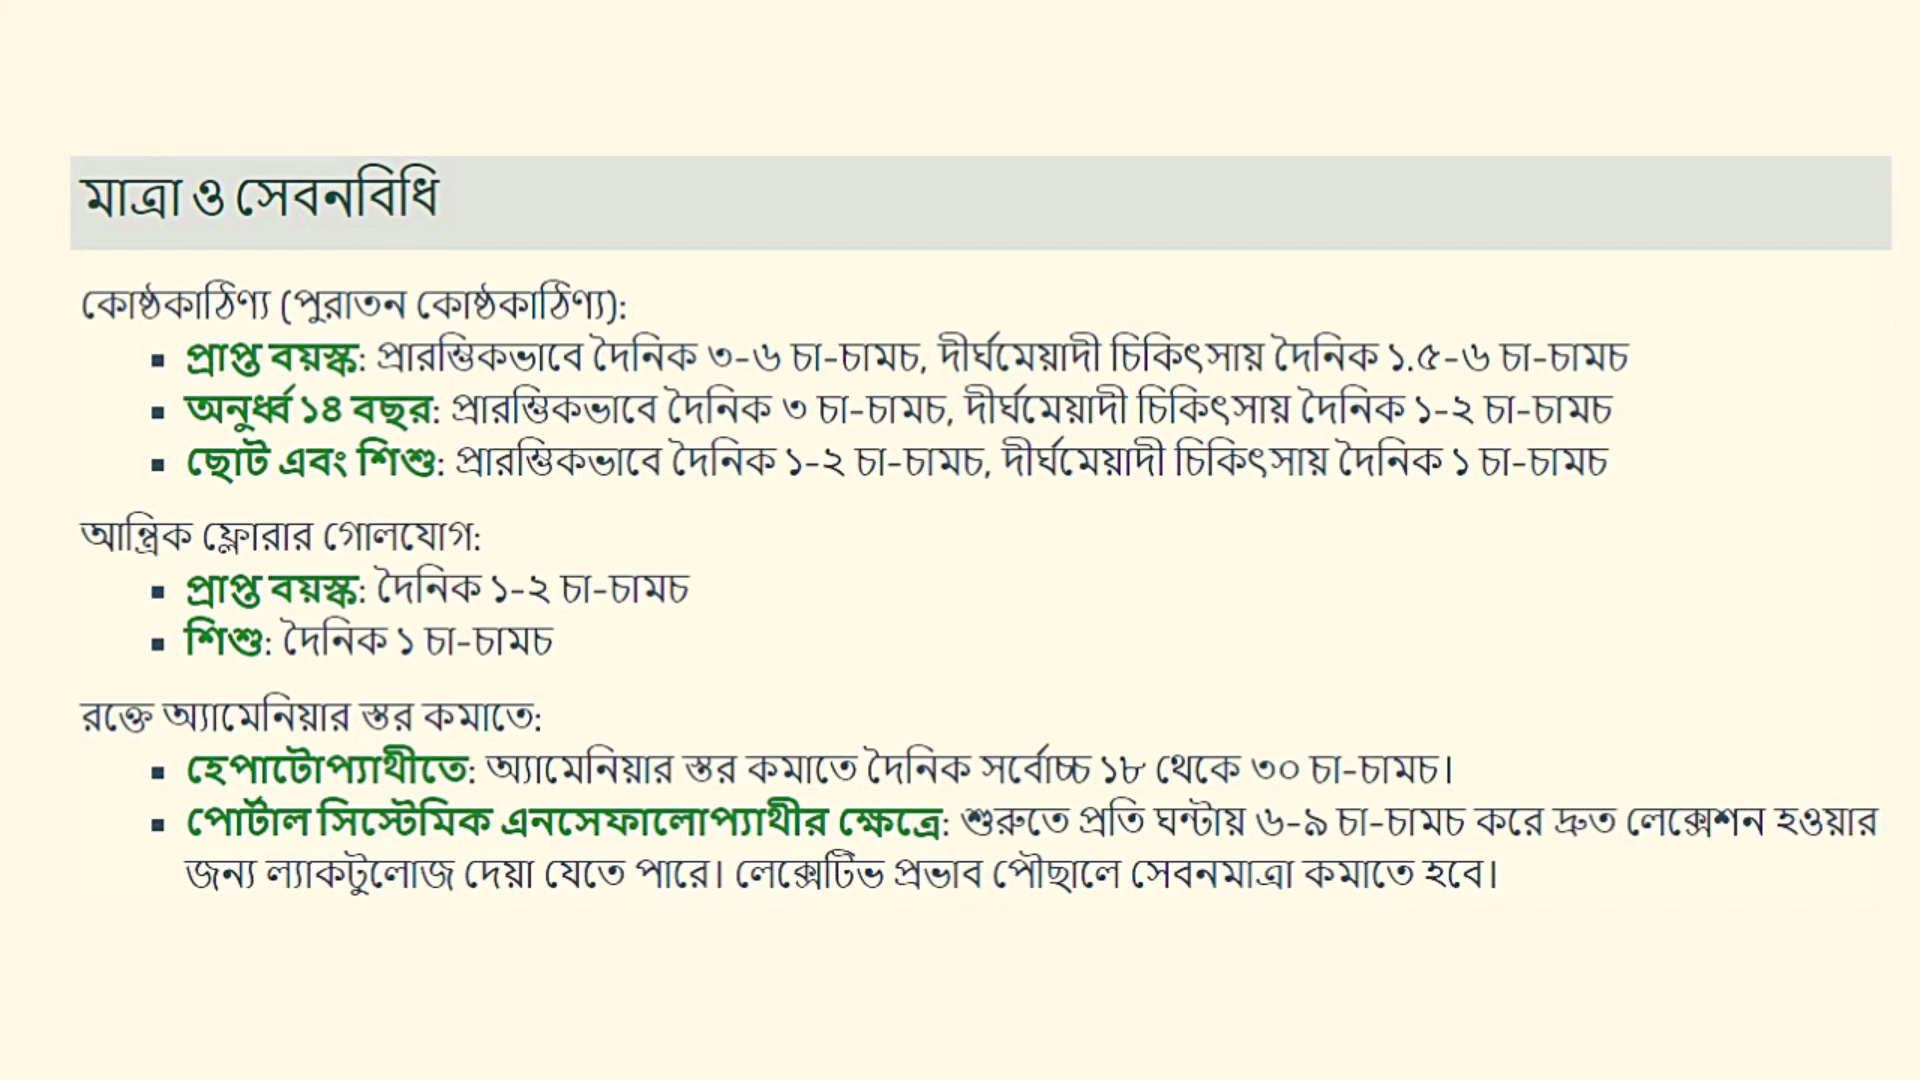 মাত্রা ও সেবনবিধি
কোষ্ঠকাঠিণ্য (পুরাতন কোষ্ঠকাঠিণ্য):
▪ প্রাপ্ত বয়স্ক: প্রারম্ভিকভাবে দৈনিক ৩-৬ চা-চামচ, দীর্ঘমেয়াদী চিকিৎসায় দৈনিক ১.৫-৬ চা-চামচ
▪ অনুর্ধ্ব ১৪ বছর: প্রারম্ভিকভাবে দৈনিক ৩ চা-চামচ, দীর্ঘমেয়াদী চিকিৎসায় দৈনিক ১-২ চা-চামচ
▪ ছোট এবং শিশু: প্রারম্ভিকভাবে দৈনিক ১-২ চা-চামচ, দীর্ঘমেয়াদী চিকিৎসায় দৈনিক ১ চা-চামচ
আন্ত্রিক ফ্লোরার গোলযোগ:
▪ প্রাপ্ত বয়স্ক: দৈনিক ১-২ চা-চামচ
▪ শিশু: দৈনিক ১ চা-চামচ
রক্তে অ্যামেনিয়ার স্তর কমাতে:
▪ হেপাটোপ্যাথীতে: অ্যামেনিয়ার স্তর কমাতে দৈনিক সর্বোচ্চ ১৮ থেকে ৩০ চা-চামচ।
▪ পোর্টাল সিস্টেমিক এনসেফালোপ্যাথীর ক্ষেত্রে: শুরুতে প্রতি ঘন্টায় ৬-৯ চা-চামচ করে দ্রুত লেক্সেশন হওয়ার
জন্য ল্যাকটুলোজ দেয়া যেতে পারে। লেক্সেটিভ প্রভাব পৌছালে সেবনমাত্রা কমাতে হবে।